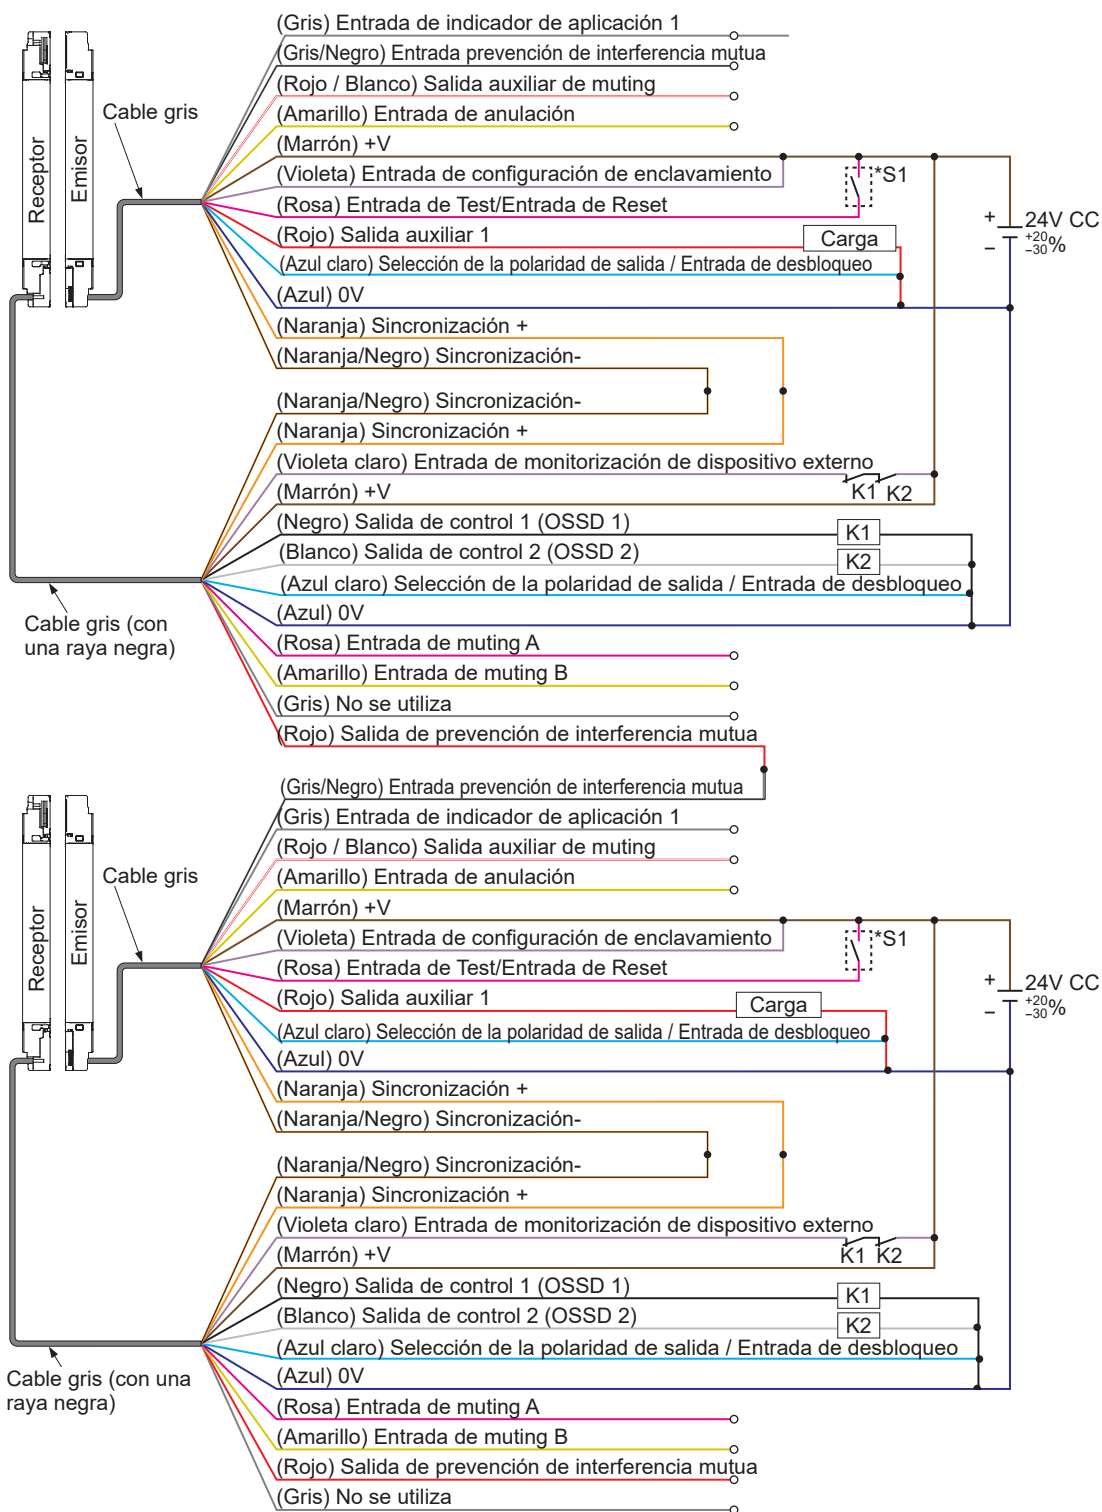 (Gris) Entrada de indicador de aplicación 1
(Gris/Negro) Entrada prevención de interferencia mutua
(Rojo / Blanco) Salida auxiliar de muting
Cable gris
(Amarillo) Entrada de anulación
(Marrón) +V
(Violeta) Entrada de configuración de enclavamiento
*S1
Receptor
Emisor
(Rosa) Entrada de Test/Entrada de Reset
(Rojo) Salida auxiliar 1
Carga
+
24V CC
+20
–30%
–
(Azul claro) Selección de la polaridad de salida / Entrada de desbloqueo
(Azul) 0V
(Naranja) Sincronización +
(Naranja/Negro) Sincronización-
(Naranja/Negro) Sincronización-
(Naranja) Sincronización +
(Violeta claro) Entrada de monitorización de dispositivo externo
K1 K2
(Marrón) +V
(Negro) Salida de control 1 (OSSD 1)
K1
(Blanco) Salida de control 2 (OSSD 2)
K2
(Azul claro) Selección de la polaridad de salida / Entrada de desbloqueo
(Azul) 0V
Cable gris (con
una raya negra)
(Rosa) Entrada de muting A
(Amarillo) Entrada de muting B
(Gris) No se utiliza
(Rojo) Salida de prevención de interferencia mutua
(Gris/Negro) Entrada prevención de interferencia mutua
(Gris) Entrada de indicador de aplicación 1
(Rojo / Blanco) Salida auxiliar de muting
Cable gris
(Amarillo) Entrada de anulación
(Marrón) +V
(Violeta) Entrada de configuración de enclavamiento
*S1
Receptor
Emisor
(Rosa) Entrada de Test/Entrada de Reset
(Rojo) Salida auxiliar 1
Carga
+
24V CC
+20
–30%
–
(Azul claro) Selección de la polaridad de salida / Entrada de desbloqueo
(Azul) 0V
(Naranja) Sincronización +
(Naranja/Negro) Sincronización-
(Naranja/Negro) Sincronización-
(Naranja) Sincronización +
(Violeta claro) Entrada de monitorización de dispositivo externo
K1 K2
(Marrón) +V
(Negro) Salida de control 1 (OSSD 1)
K1
(Blanco) Salida de control 2 (OSSD 2)
K2
(Azul claro) Selección de la polaridad de salida / Entrada de desbloqueo
(Azul) 0V
Cable gris (con una
raya negra)
(Rosa) Entrada de muting A
(Amarillo) Entrada de muting B
(Rojo) Salida de prevención de interferencia mutua
(Gris) No se utiliza